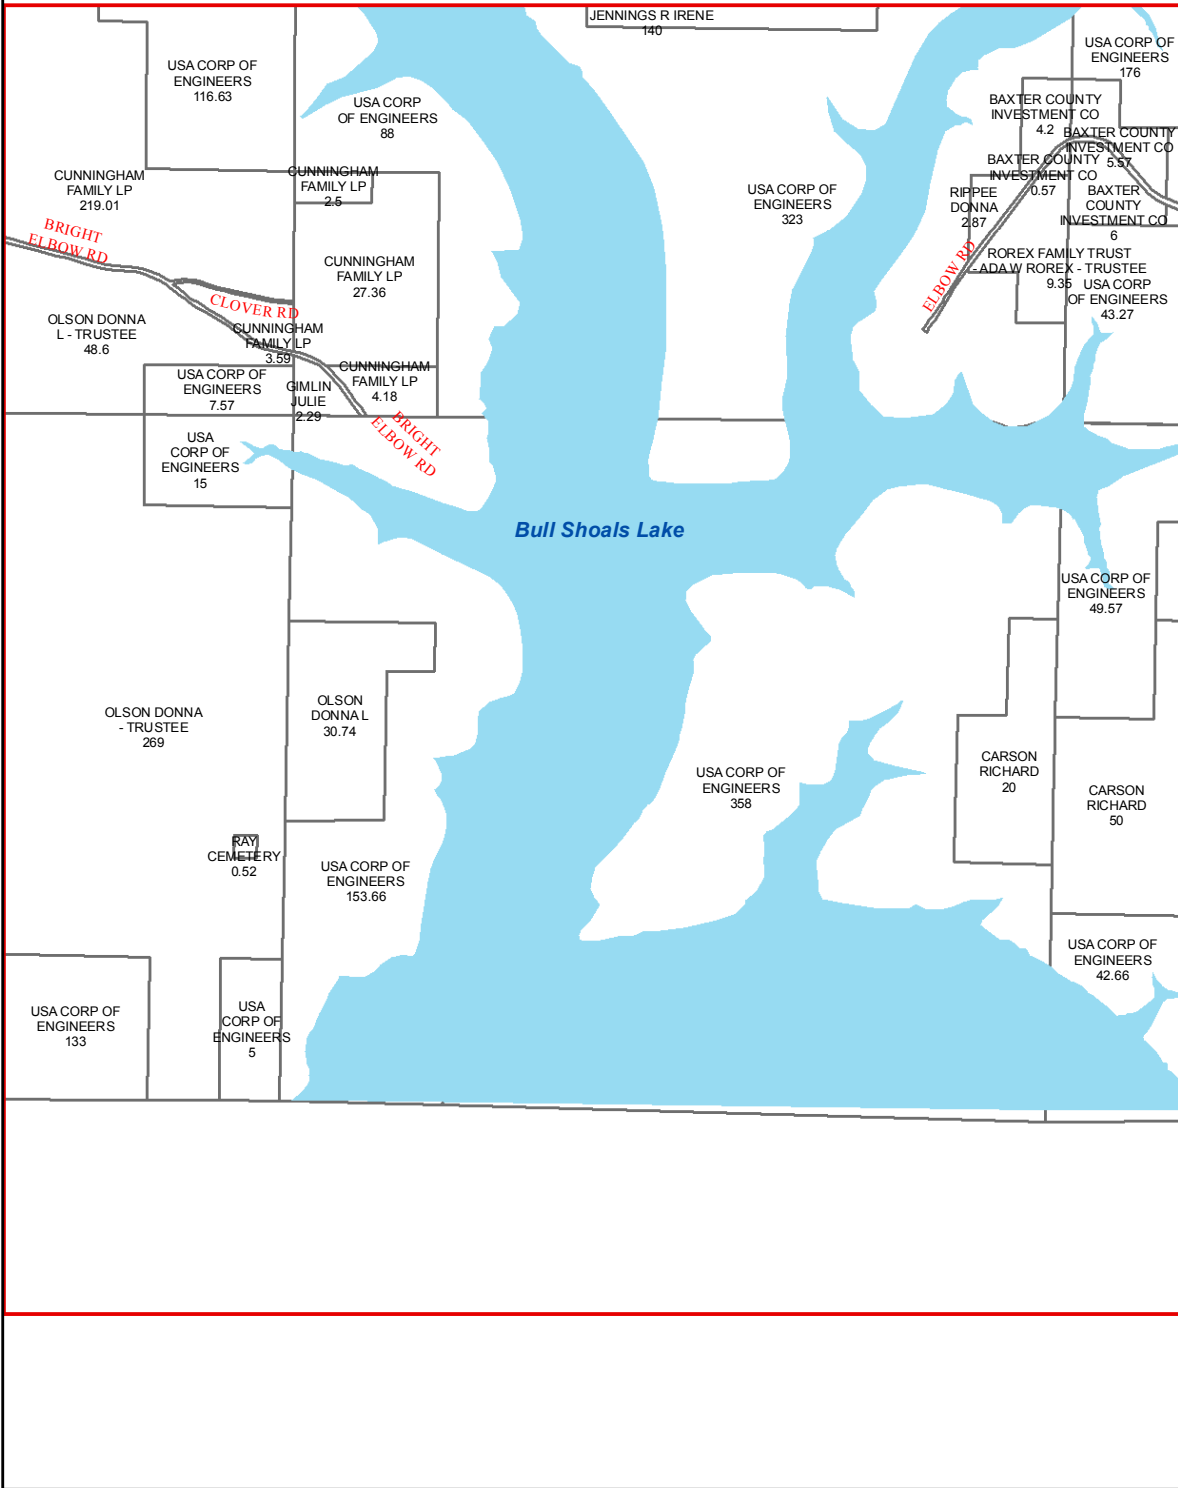 JENNINGS R IRENE
140
USA CORP OF
ENGINEERS
116.63
USA CORP
OF ENGINEERS
88
USA CORP OF
ENGINEERS
176
BAXTER COUNTY
INVESTMENT CO
4.2
BAXTER COUNTY
INVESTMENT CO
5.57
BAXTER COUNTY
INVESTMENT CO
0.57
CUNNINGHAM
FAMILY LP
219.01
CUNNINGHAM
FAMILY LP
2.5
USA CORP OF
ENGINEERS
323
RIPPEE
DONNA
2.87
BAXTER
COUNTY
INVESTMENT CO
6
BRIGHT
ELBOW RD
CUNNINGHAM
FAMILY LP
27.36
ELBOW RD
ROREX FAMILY TRUST
- ADA W ROREX - TRUSTEE
9.35
USA CORP
OF ENGINEERS
43.27
CLOVER RD
OLSON DONNA
L - TRUSTEE
48.6
CUNNINGHAM
FAMILY LP
3.59
USA CORP OF
ENGINEERS
7.57
GIMLIN
JULIE
2.29
CUNNINGHAM
FAMILY LP
4.18
BRIGHT
ELBOW RD
USA
CORP OF
ENGINEERS
15
Bull Shoals Lake
USA CORP OF
ENGINEERS
49.57
OLSON DONNA
- TRUSTEE
269
OLSON
DONNA L
30.74
USA CORP OF
ENGINEERS
358
CARSON
RICHARD
20
CARSON
RICHARD
50
RAY
CEMETERY
0.52
USA CORP OF
ENGINEERS
153.66
USA CORP OF
ENGINEERS
42.66
USA CORP OF
ENGINEERS
133
USA
CORP OF
ENGINEERS
5